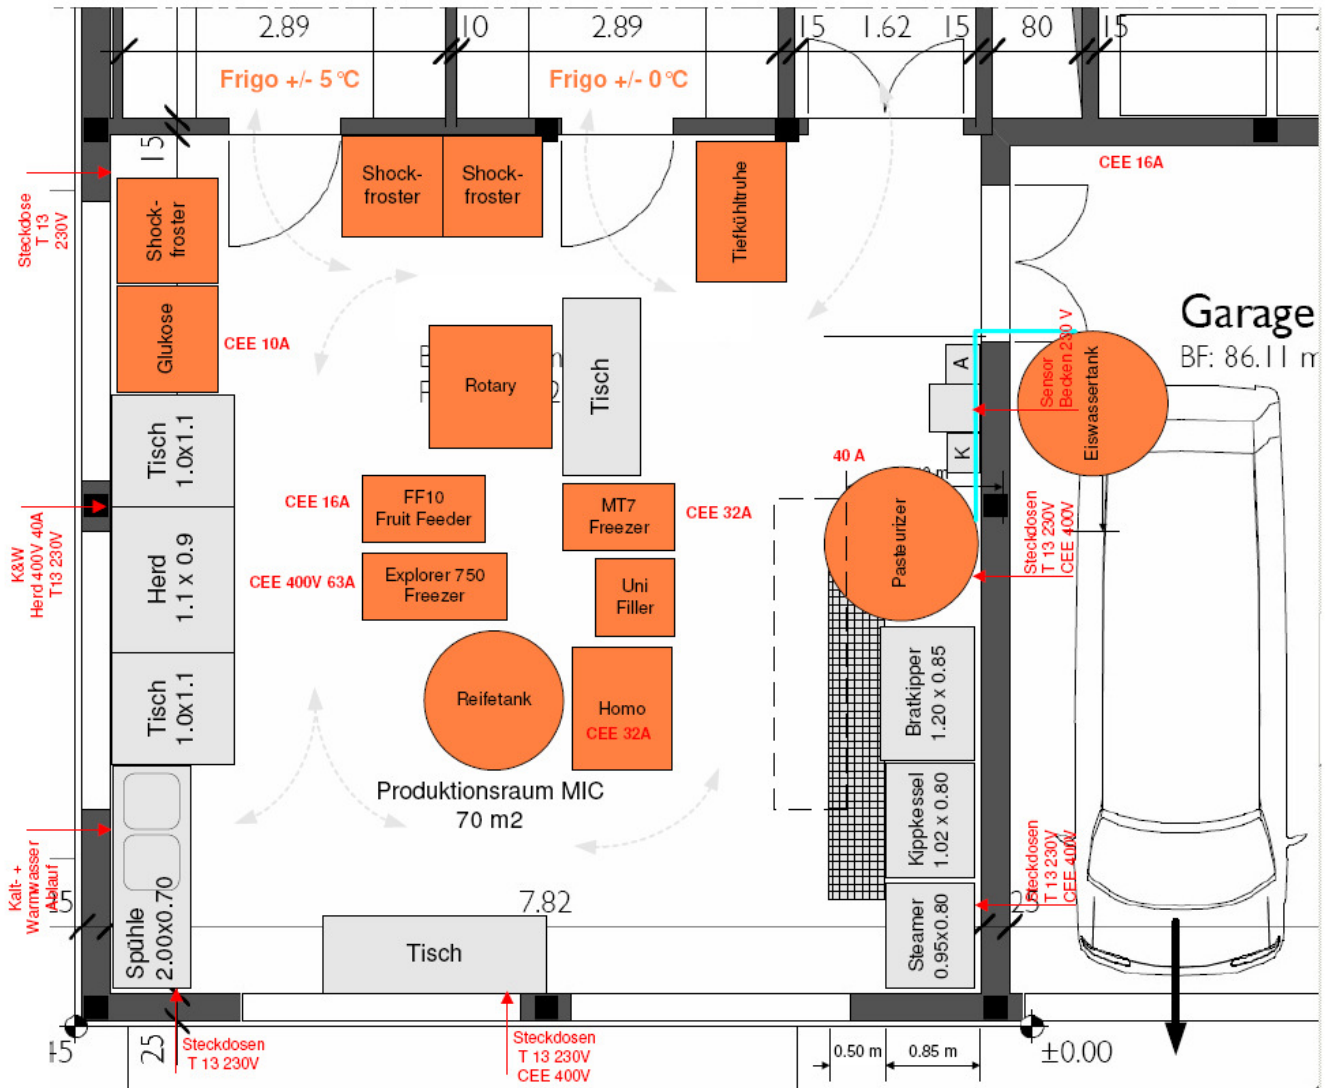 2.89
10
2.89
15
1.62
15
80
15
Frigo +/- 5°C
Frigo +/- 0°C
15
CEE 16A
Shock-
froster
Shock-
froster
Tiefkühltruhe
Steckdose
T 13
230V
Shock-
froster
Glukose
CEE 10A
Rotary
Tisch
A
K
Sensor
Becken 230 V
Eiswassertank
Garage
BF: 86.11 m
Tisch
1.0x1.1
40 A
CEE 16A
FF10
Fruit Feeder
MT7
Freezer
CEE 32A
Pasteurizer
Steckdosen
T 13 230V
CEE 400V
K&W
Herd 400V 40A
T13 230V
Herd
1.1 x 0.9
CEE 400V 63A
Explorer 750
Freezer
Uni
Filler
Tisch
1.0x1.1
Reifetank
Homo
CEE 32A
Bratkipper
1.20 x 0.85
Produktionsraum MIC
70 m2
Kippkessel
1.02 x 0.80
Steckdosen
T 13 230V
CEE 400V
Kalt- +
Warmwasser
Ablauf
Spühle
2.00x0.70
7.82
25
Tisch
Steamer
0.95x0.80
45
25
Steckdosen
T 13 230V
Steckdosen
T 13 230V
CEE 400V
0.50 m
0.85 m
±0.00